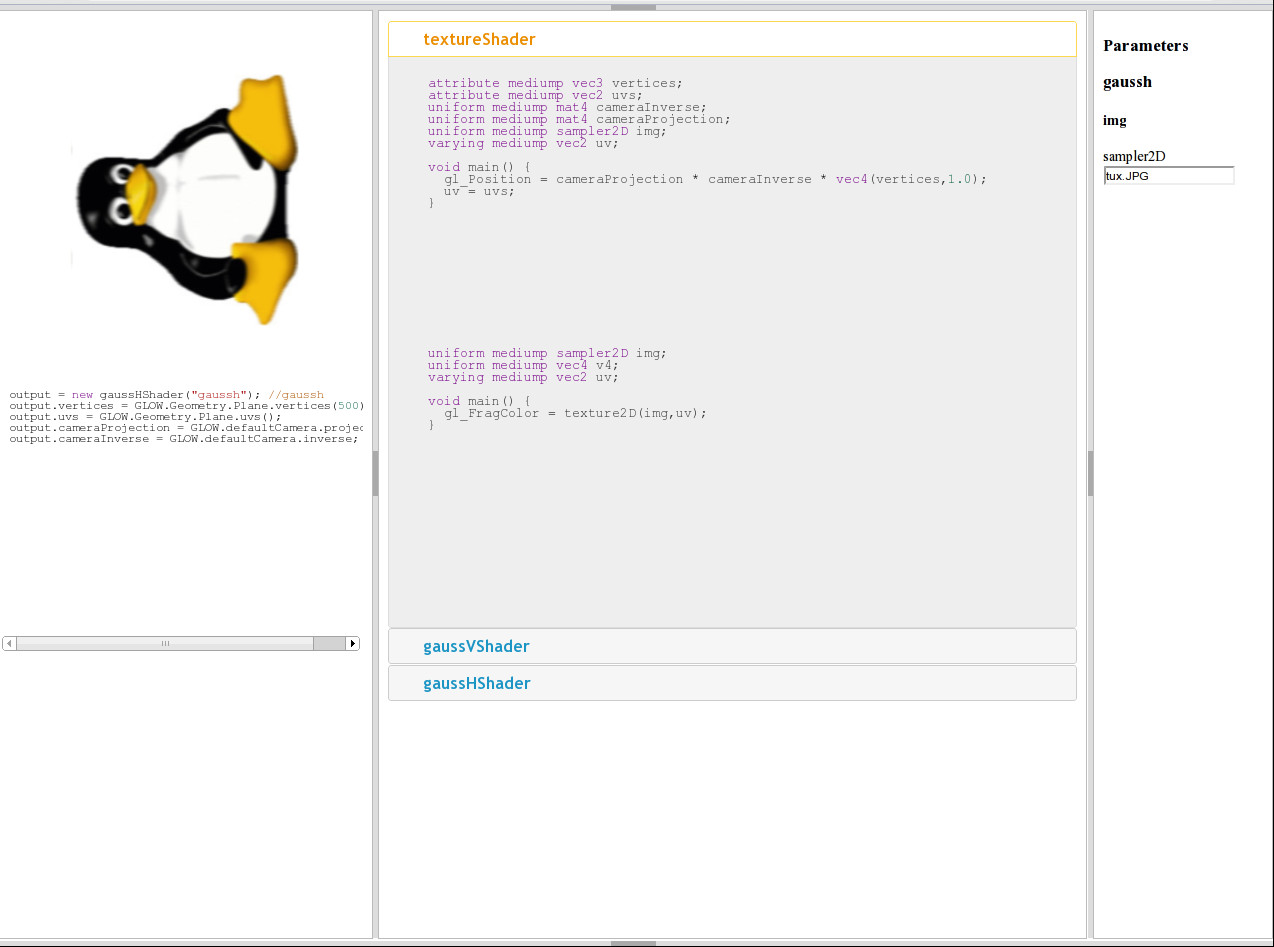 output = new gaussHShader("gaussh"); //gaussh
output.vertices = GLOW.Geometry.Plane.vertices(500)
output.uvs = GLOW.Geometry.Plane.uvs();
output.cameraProjection = GLOW.defaultCamera.projec
output.cameraInverse = GLOW.defaultCamera.inverse;
textureShader
attribute mediump vec3 vertices;
attribute mediump vec2 uvs;
uniform mediump mat4 cameraInverse;
uniform mediump mat4 cameraProjection;
uniform mediump sampler2D img;
varying mediump vec2 uv;
void main() {
gl_Position = cameraProjection * cameraInverse * vec4(vertices,1.0);
uv = uvs;
}
uniform mediump sampler2D img;
uniform mediump vec4 v4;
varying mediump vec2 uv;
void main() {
gl_FragColor = texture2D(img,uv);
}
gaussVShader
gaussHShader
Parameters
gaussh
img
sampler2D
tux.JPG